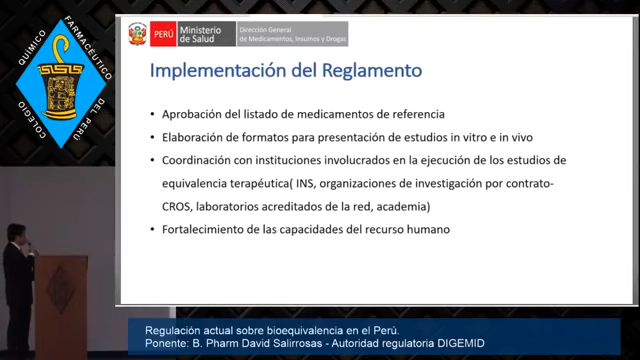 QUÍMICO
FARMACÉUTICO
DEL PERÚ
COLEGIO
PERÚ
Ministerio
de Salud
Dirección General
de Medicamentos, Insumos y Drogas
Implementación del Reglamento
• Aprobación del listado de medicamentos de referencia
• Elaboración de formatos para presentación de estudios in vitro e in vivo
• Coordinación con instituciones involucrados en la ejecución de los estudios de
equivalencia terapéutica( INS, organizaciones de investigación por contrato-
CROS, laboratorios acreditados de la red, academia)
• Fortalecimiento de las capacidades del recurso humano
Regulación actual sobre bioequivalencia en el Perú.
Ponente: B. Pharm David Salirrosas - Autoridad regulatoria DIGEMID